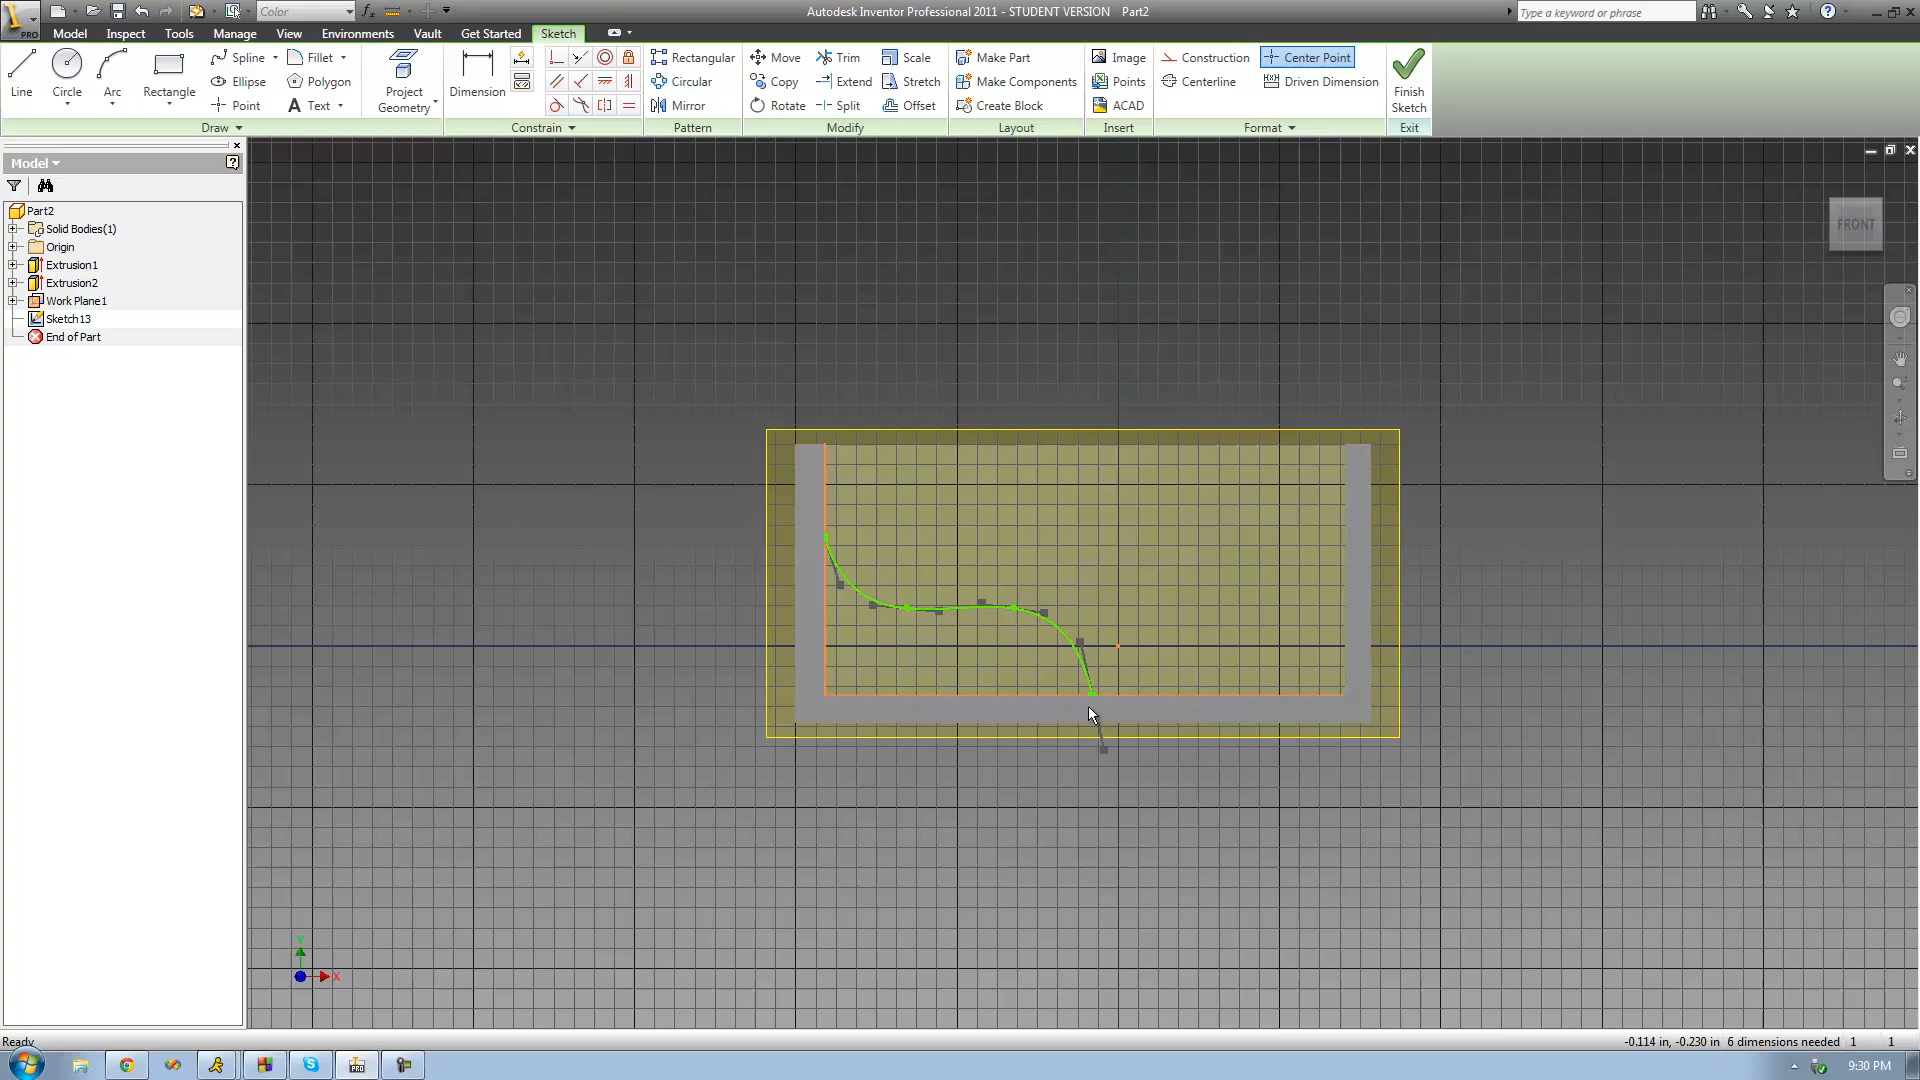 Color
Autodesk Inventor Professional 2011 - STUDENT VERSION Part2
Type a keyword or phrase
PRO
Model Inspect Tools Manage View Environments Vault Get Started Sketch
Line
Circle
Arc
Rectangle
Spline
Ellipse
Point
Fillet
Polygon
Text
Project
Geometry
Dimension
Rectangular
Circular
Mirror
Move
Copy
Rotate
Trim
Extend
Split
Scale
Stretch
Offset
Make Part
Make Components
Create Block
Image
Points
ACAD
Construction
Centerline
Center Point
Driven Dimension
Finish
Sketch
Draw
Constrain
Pattern
Modify
Layout
Insert
Format
Exit
Model
Part2
Solid Bodies(1)
Origin
Extrusion1
Extrusion2
Work Plane1
Sketch13
End of Part
FRONT
X
Ready
-0.114 in, -0.230 in 6 dimensions needed 1 1
PRO
9:30 PM